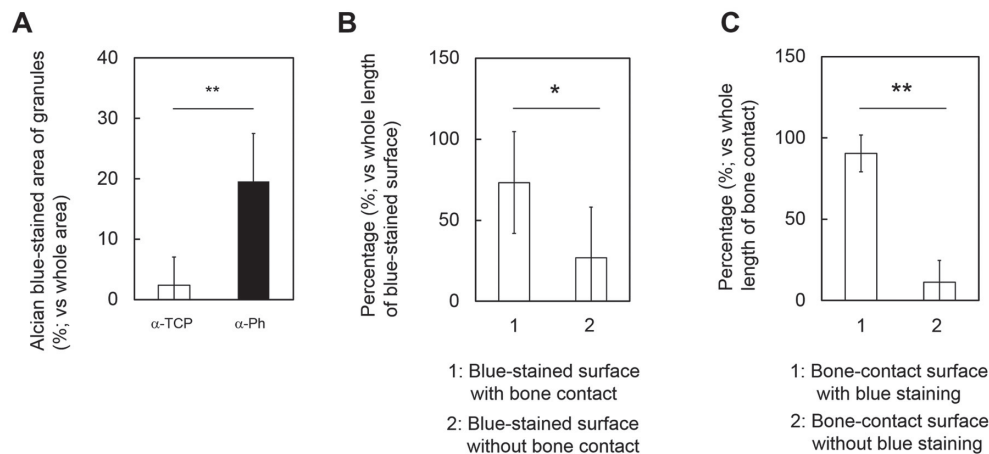 A
Alcian blue-stained area of granules
(%; vs whole area)
40
30
20
10
0
**
α-TCP
α-Ph
B
Percentage (%; vs whole length
of blue-stained surface)
150
100
50
0
*
1
2
1: Blue-stained surface
with bone contact
2: Blue-stained surface
without bone contact
C
Percentage (%; vs whole
length of bone contact)
150
100
50
0
**
1
2
1: Bone-contact surface
with blue staining
2: Bone-contact surface
without blue staining